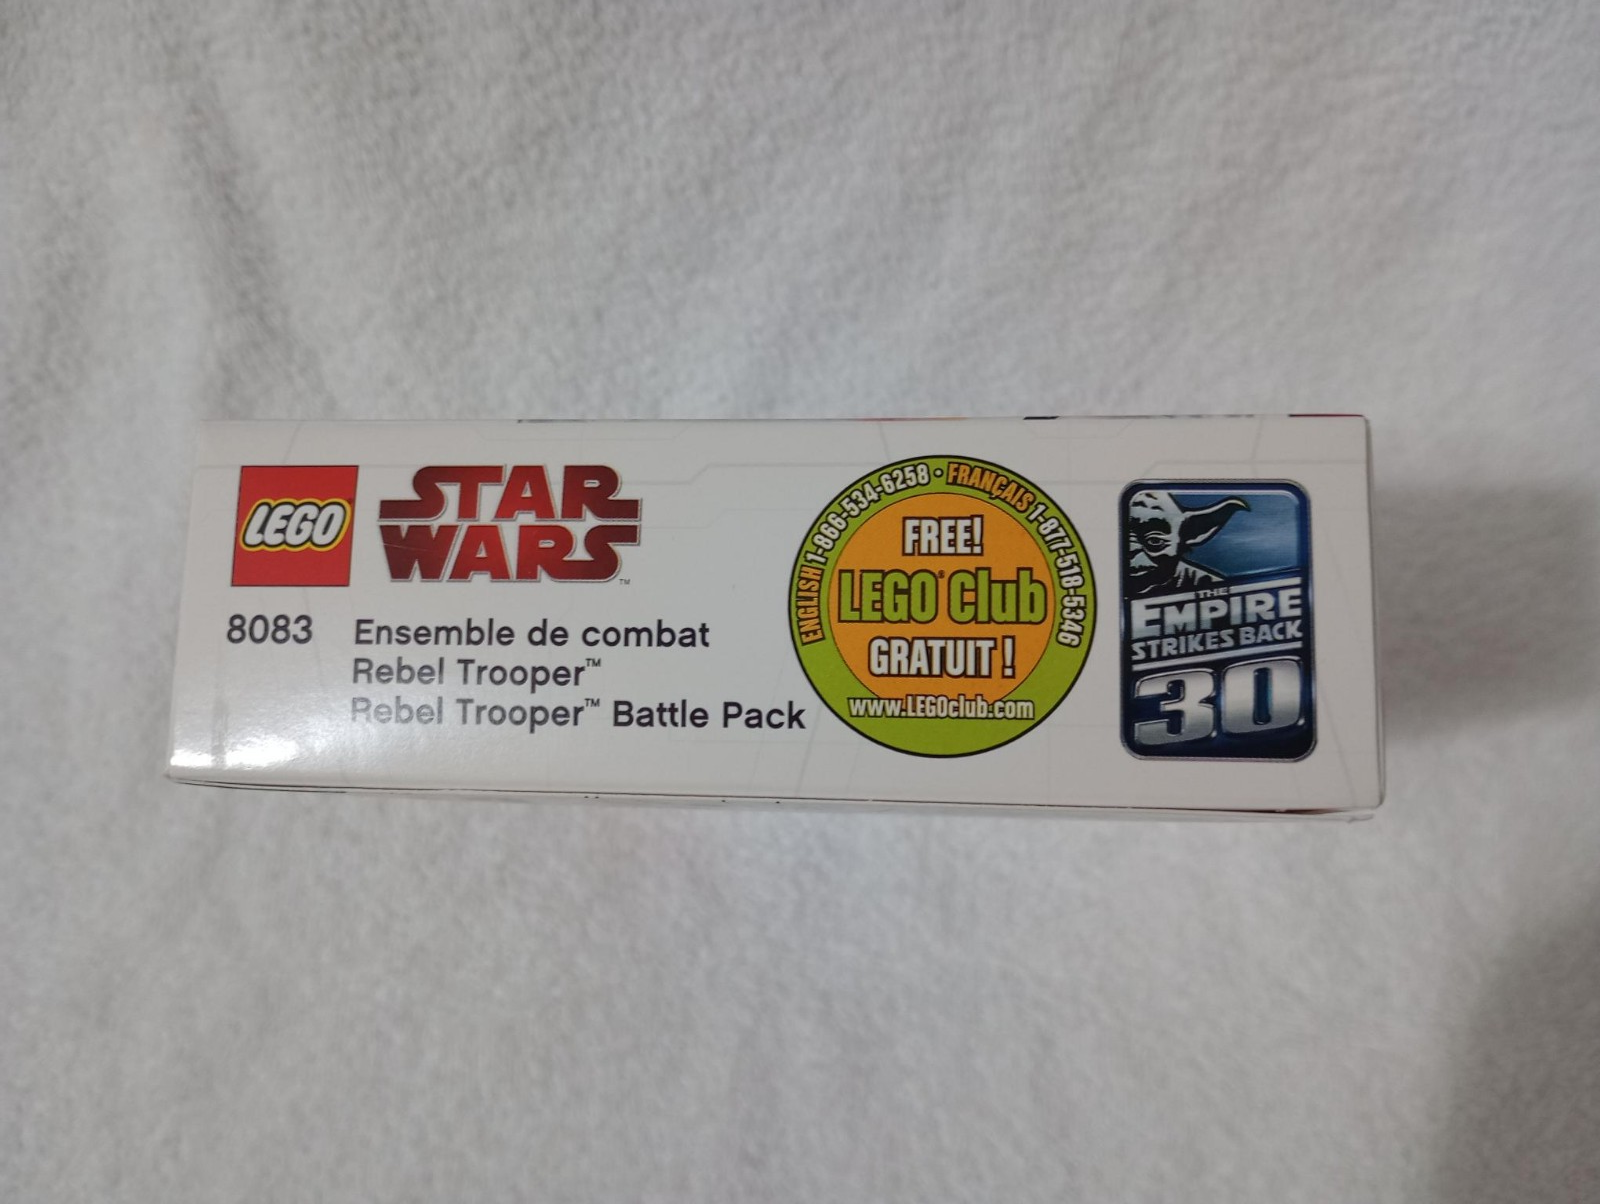 LEGO
STAR
WARS
™
8083
Ensemble de combat
Rebel Trooper™
Rebel Trooper™ Battle Pack
ENGLISH 1-866-534-6258 • FRANÇAIS 1-877-518-5346
FREE!
LEGO® Club
GRATUIT !
www.LEGOclub.com
THE
EMPIRE
STRIKES BACK
30